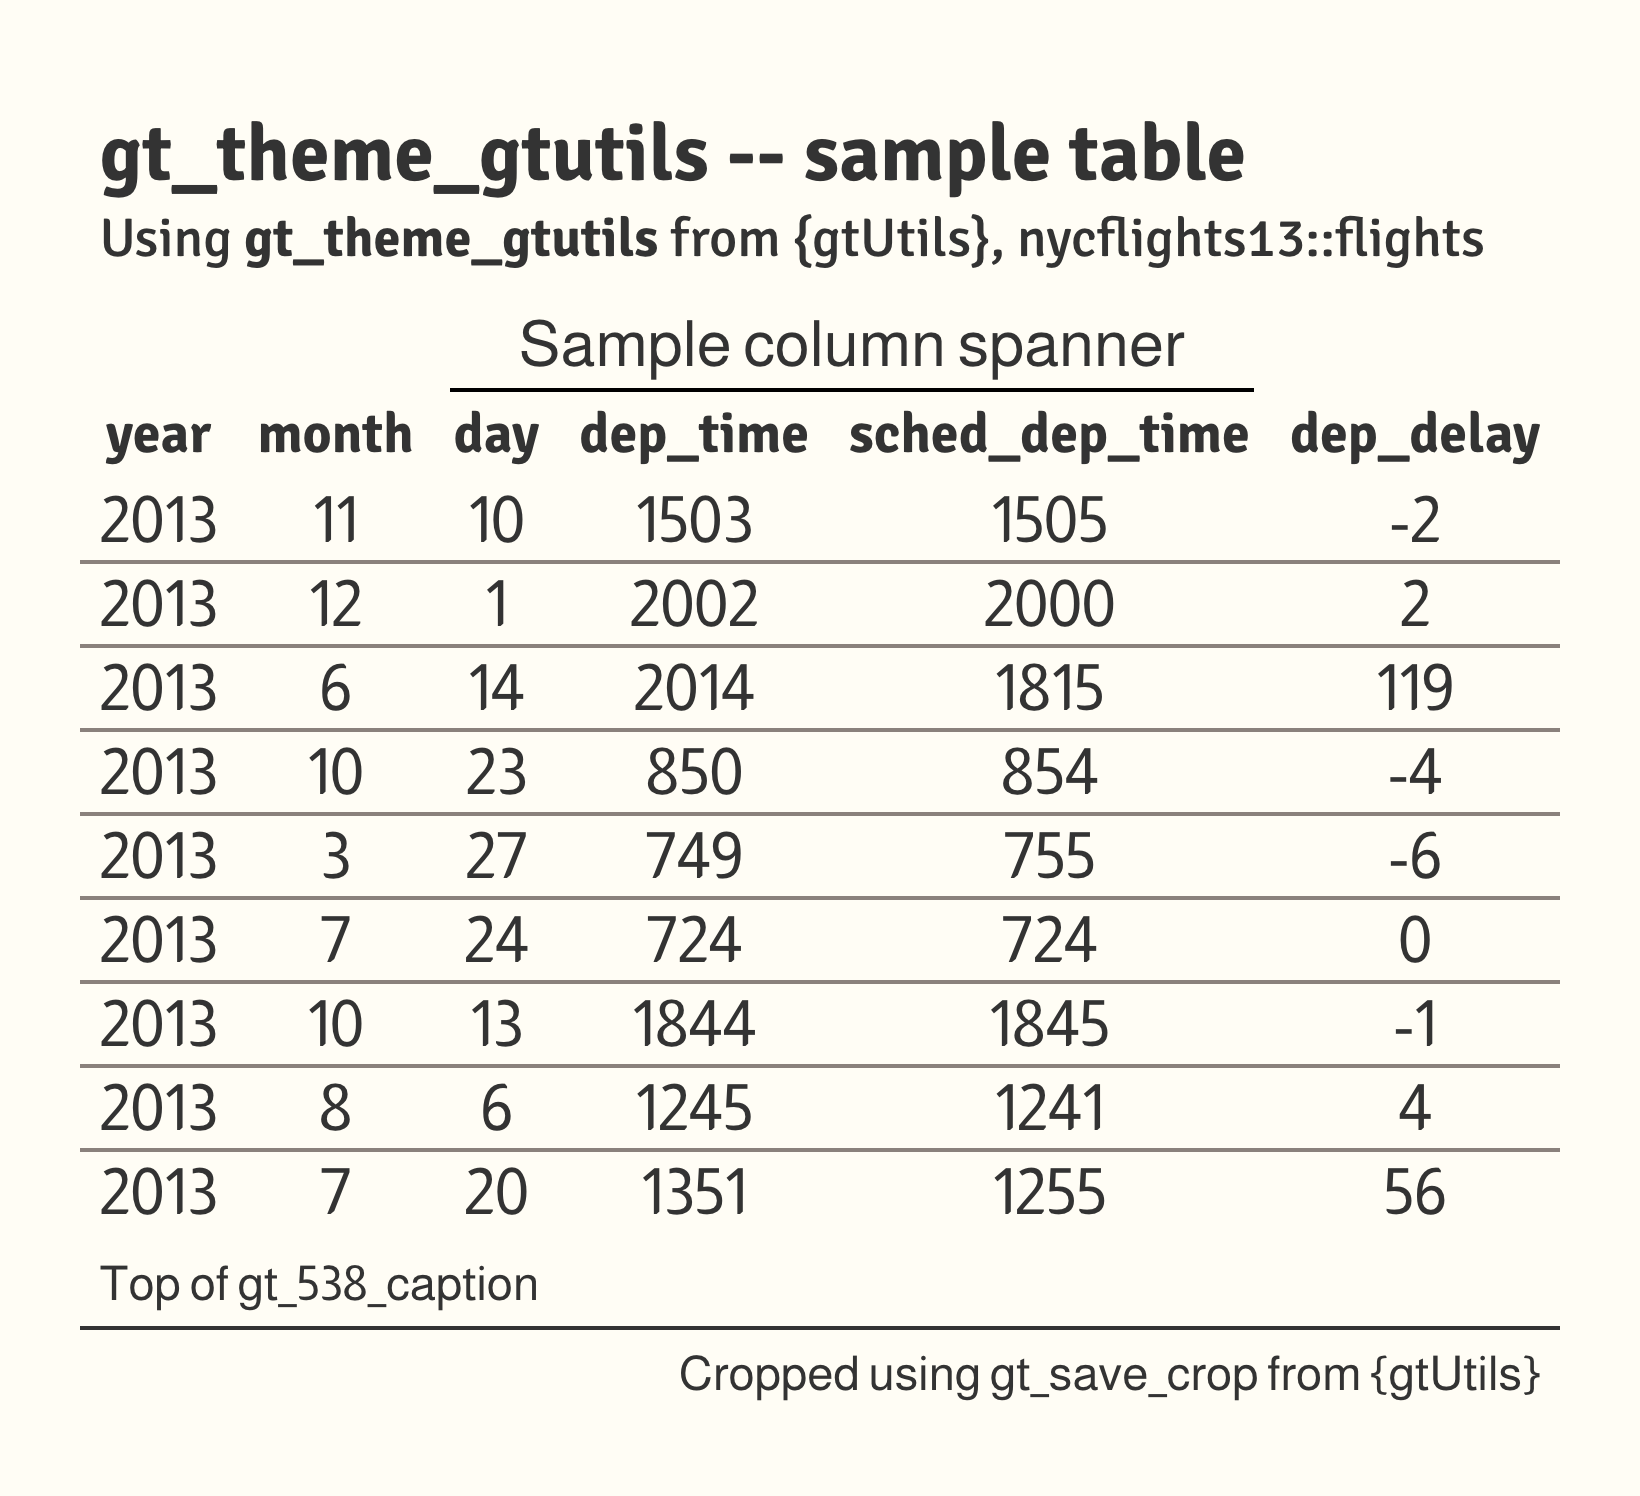 gt_theme_gtutils -- sample table
Using gt_theme_gtutils from {gtUtils}, nycflights13::flights
Sample column spanner
year month day dep_time sched_dep_time dep_delay
2013 11 10 1503 1505 -2
2013 12 1 2002 2000 2
2013 6 14 2014 1815 119
2013 10 23 850 854 -4
2013 3 27 749 755 -6
2013 7 24 724 724 0
2013 10 13 1844 1845 -1
2013 8 6 1245 1241 4
2013 7 20 1351 1255 56
Top of gt_538_caption
Cropped using gt_save_crop from {gtUtils}